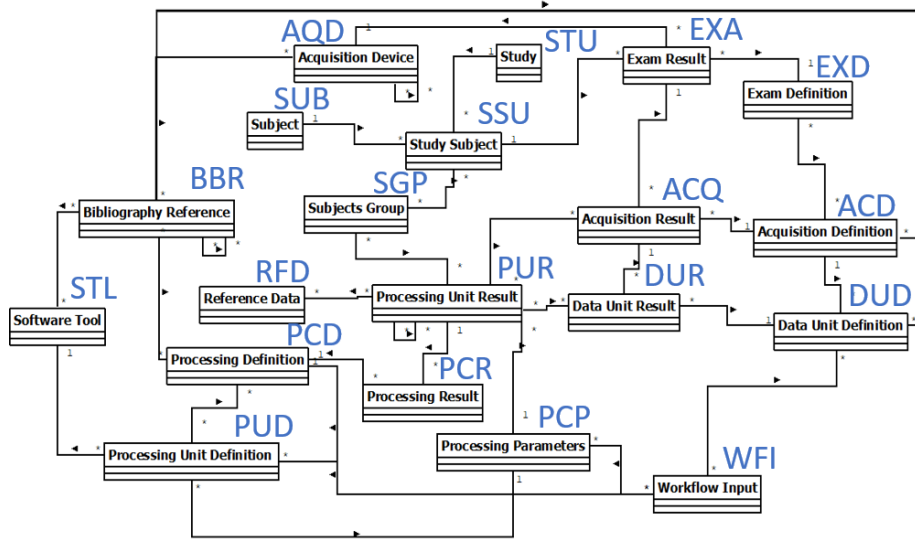 AQD
STU
EXA
Acquisition Device
Study
Exam Result
EXD
Exam Definition
SUB
SSU
Subject
Study Subject
BBR
SGP
ACQ
ACD
Bibliography Reference
Subjects Group
Acquisition Result
Acquisition Definition
STL
RFD
PUR
DUR
DUD
Reference Data
Processing Unit Result
Data Unit Result
Software Tool
Data Unit Definition
PCD
Processing Definition
PCR
Processing Result
PUD
PCP
Processing Unit Definition
Processing Parameters
WFI
Workflow Input